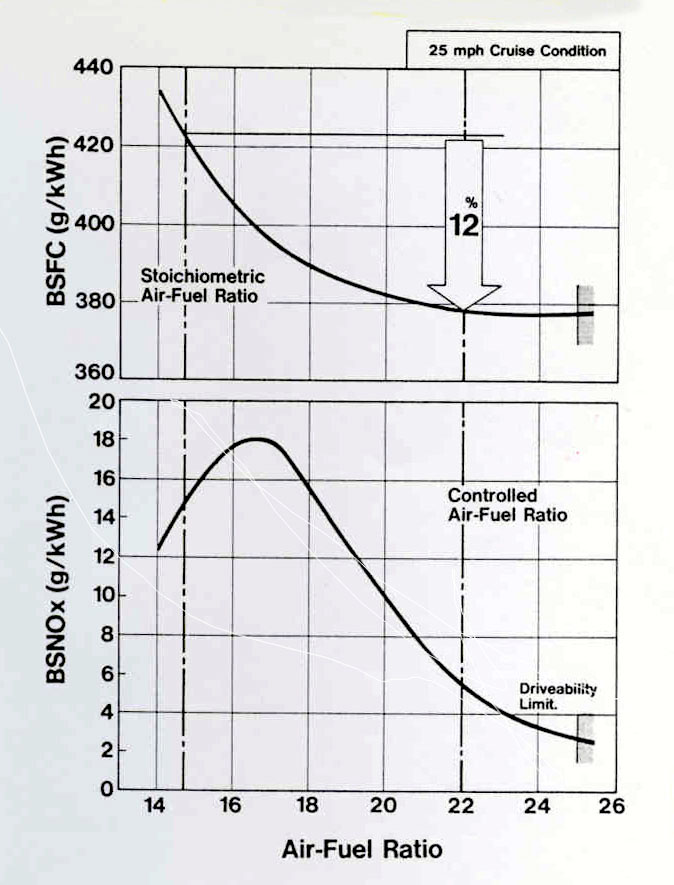 25 mph Cruise Condition
440
420
400
380
360
BSFC (g/kWh)
%
12
Stoichiometric
Air-Fuel Ratio
20
18
16
14
12
10
8
6
4
2
0
BSNOx (g/kWh)
Controlled
Air-Fuel Ratio
Driveability
Limit.
14 16 18 20 22 24 26
Air-Fuel Ratio